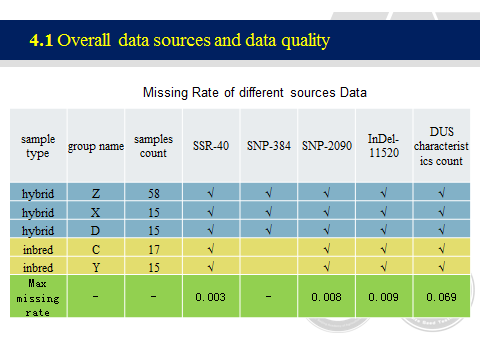 4.1 Overall data sources and data quality
Missing Rate of different sources Data
sample type group name samples count SSR-40 SNP-384 SNP-2090 InDel-11520 DUS characteristics count
hybrid Z 58 √ √ √ √ √
hybrid X 15 √ √ √ √ √
hybrid D 15 √ √ √ √ √
inbred C 17 √ √ √ √
inbred Y 15 √ √ √ √
Max missing rate – – 0.003 – 0.008 0.009 0.069